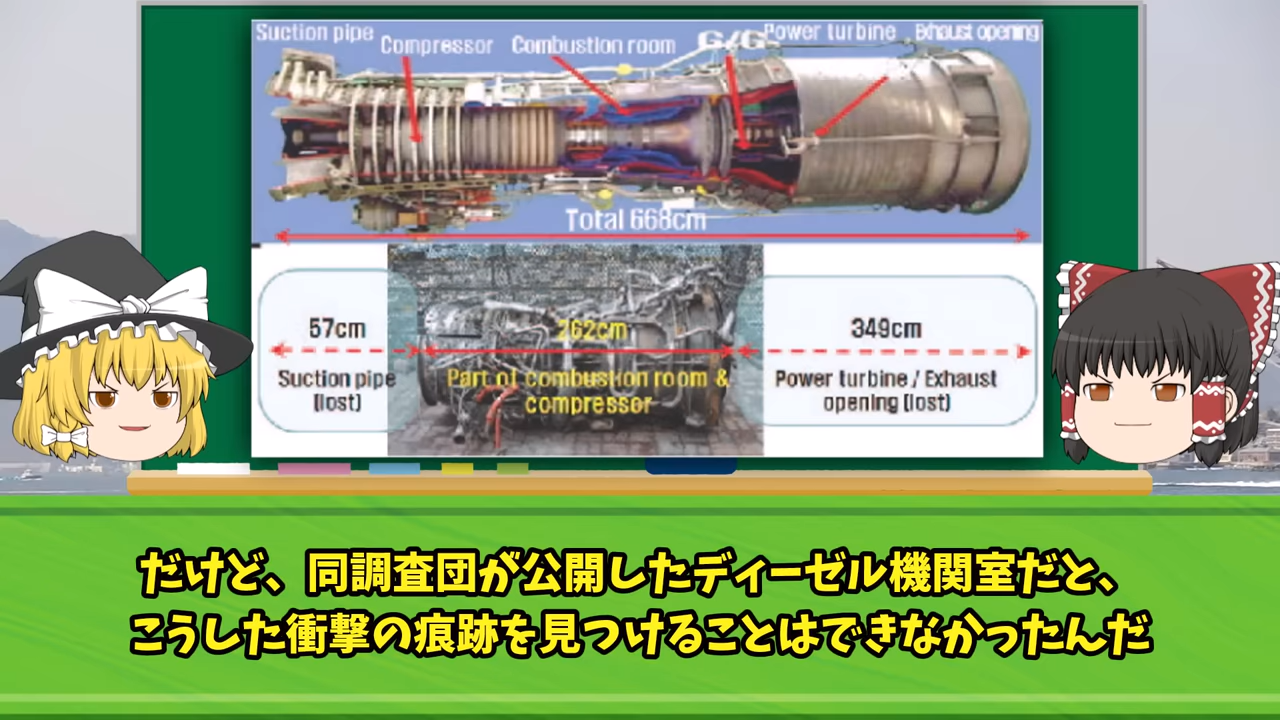 Suction pipe
Compressor
Combustion room
G/G
Power turbine
Exhaust opening
Total 668cm
57cm
262cm
349cm
Suction pipe
(lost)
Part of combustion room &
compressor
Power turbine / Exhaust
opening (lost)
だけど、同調査団が公開したディーゼル機関室だと、
こうした衝撃の痕跡を見つけることはできなかったんだ